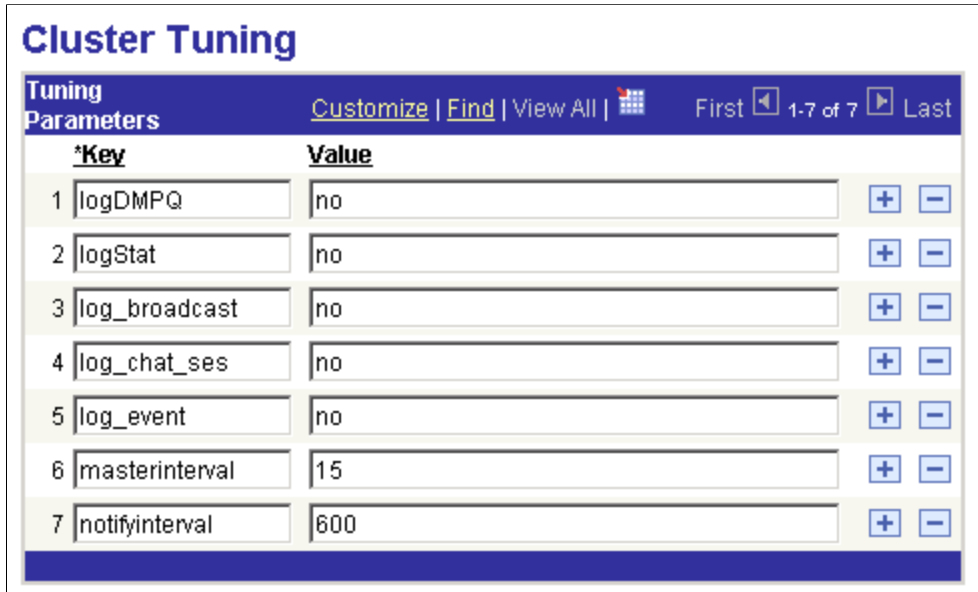 Cluster Tuning
Tuning Parameters Customize | Find | View All | First 1-7 of 7 Last
*Key Value
1 logDMPQ no
2 logStat no
3 log_broadcast no
4 log_chat_ses no
5 log_event no
6 masterinterval 15
7 notifyinterval 600